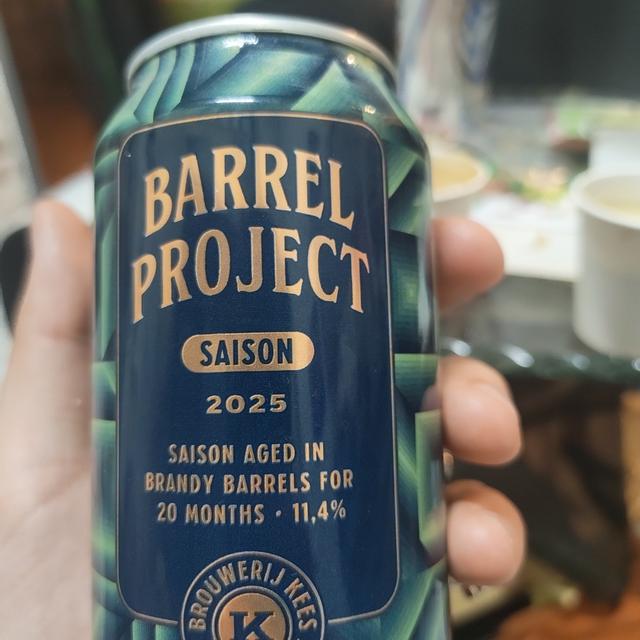 BARREL
PROJECT
SAISON
2025
SAISON AGED IN
BRANDY BARRELS FOR
20 MONTHS · 11,4%
BROUWERIJ KEES
K